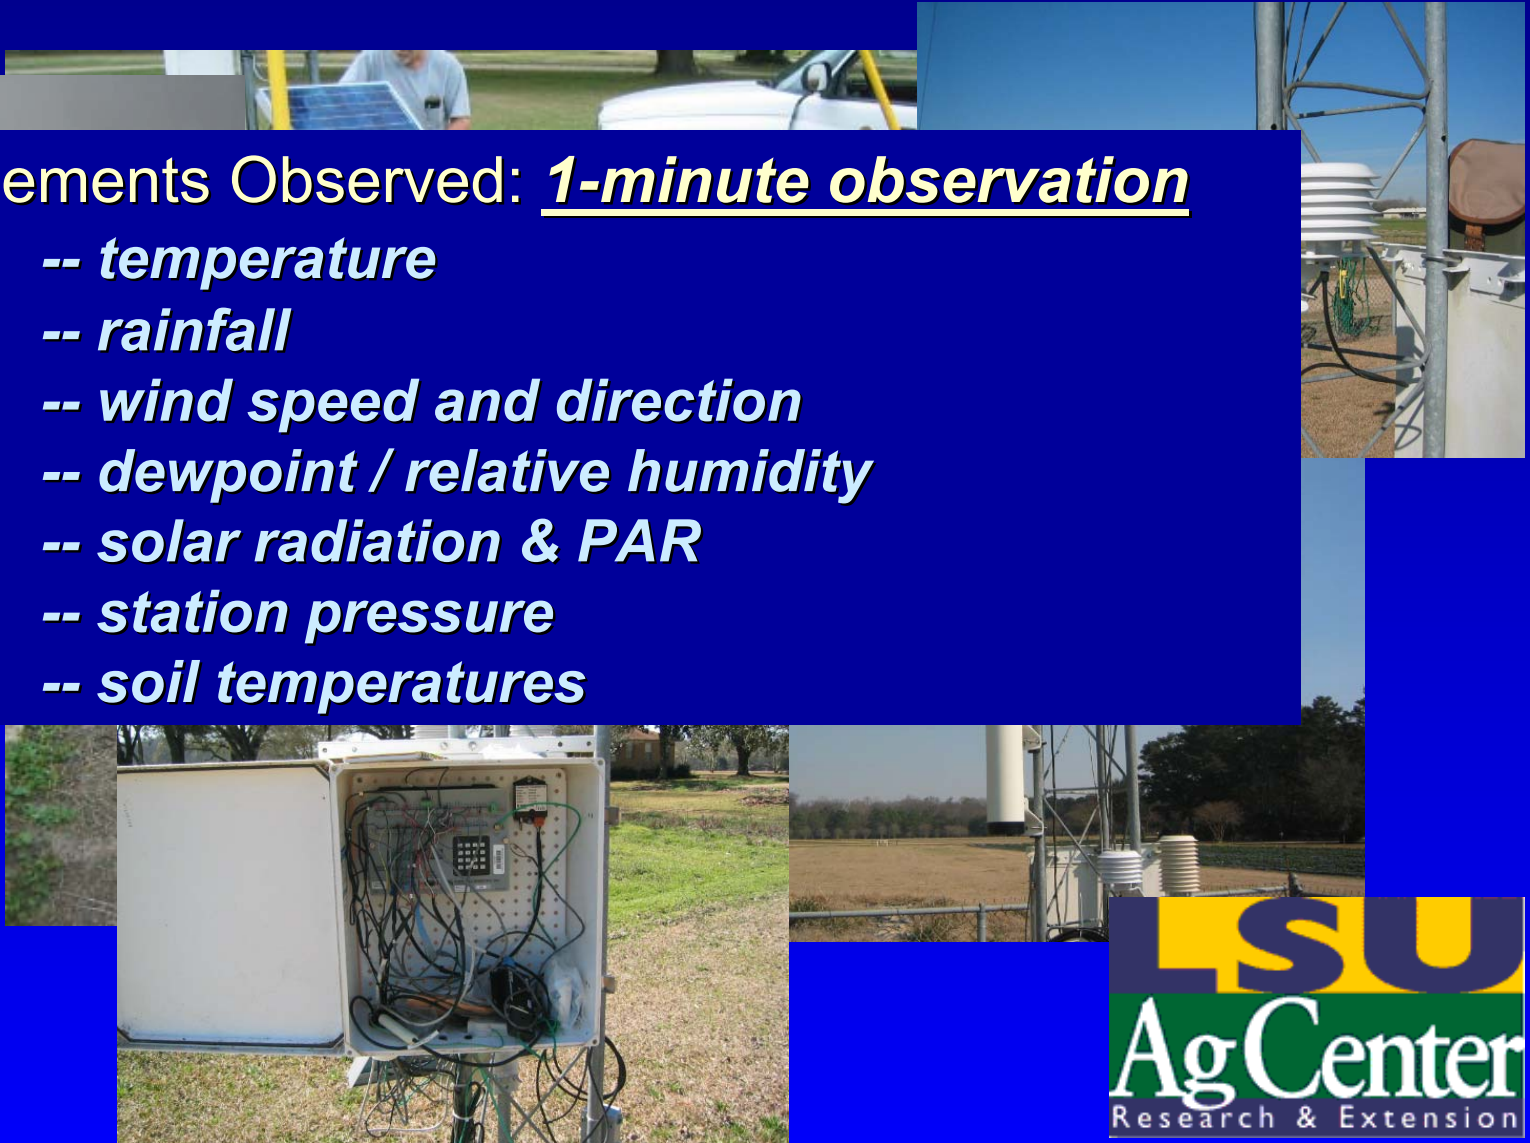 ements Observed: 1-minute observation
-- temperature
-- rainfall
-- wind speed and direction
-- dewpoint / relative humidity
-- solar radiation & PAR
-- station pressure
-- soil temperatures
LSU
AgCenter
Research & Extension